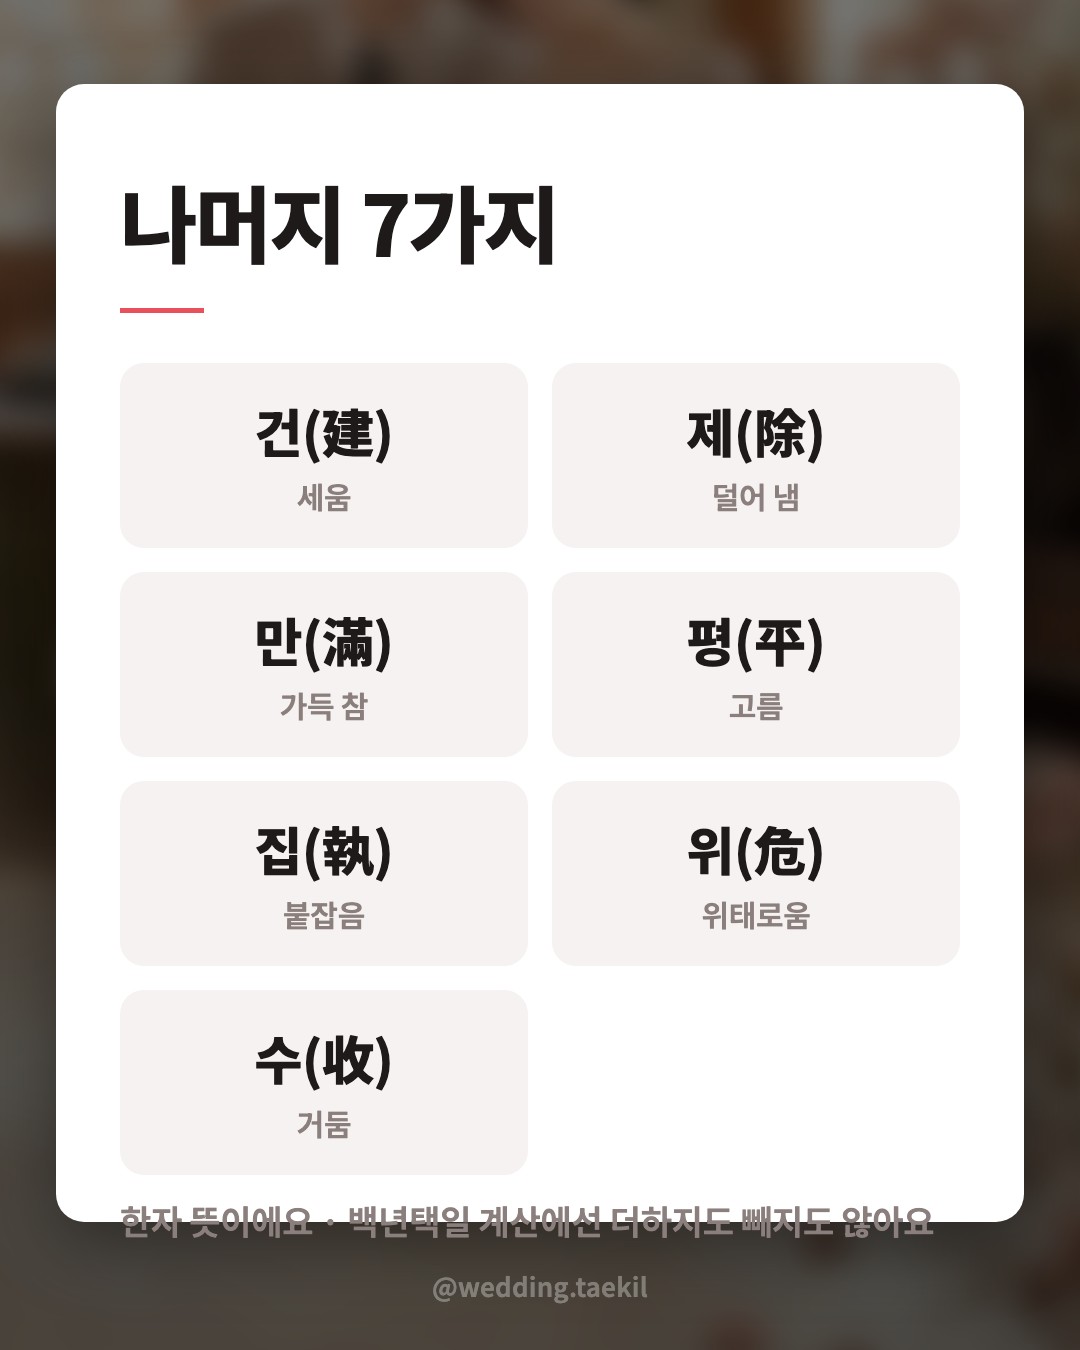 나머지 7가지
건(建)
세움
제(除)
덜어 냄
만(滿)
가득 참
평(平)
고름
집(執)
붙잡음
위(危)
위태로움
수(收)
거둠
한자 뜻이에요 · 백년택일 계산에선 더하지도 빼지도 않아요
@wedding.taekil